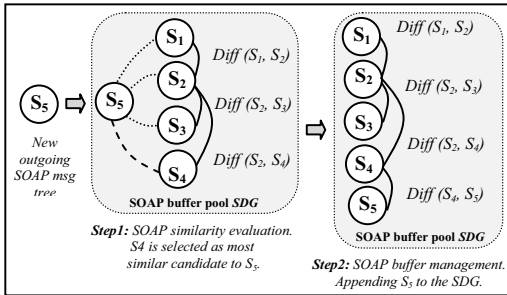 S5
New
outgoing
SOAP msg
tree
S1
S2
S5
S3
S4
Diff (S1, S2)
Diff (S2, S3)
Diff (S2, S4)
SOAP buffer pool SDG
Step1: SOAP similarity evaluation.
S4 is selected as most
similar candidate to S5.
S1
S2
S3
S4
S5
Diff (S1, S2)
Diff (S2, S3)
Diff (S2, S4)
Diff (S4, S5)
SOAP buffer pool SDG
Step2: SOAP buffer management.
Appending S5 to the SDG.